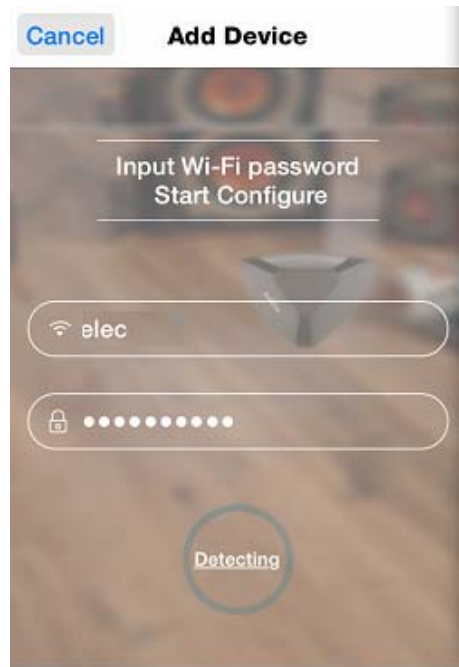 Cancel Add Device
Input Wi-Fi password
Start Configure
elec
••••••••••
Detecting